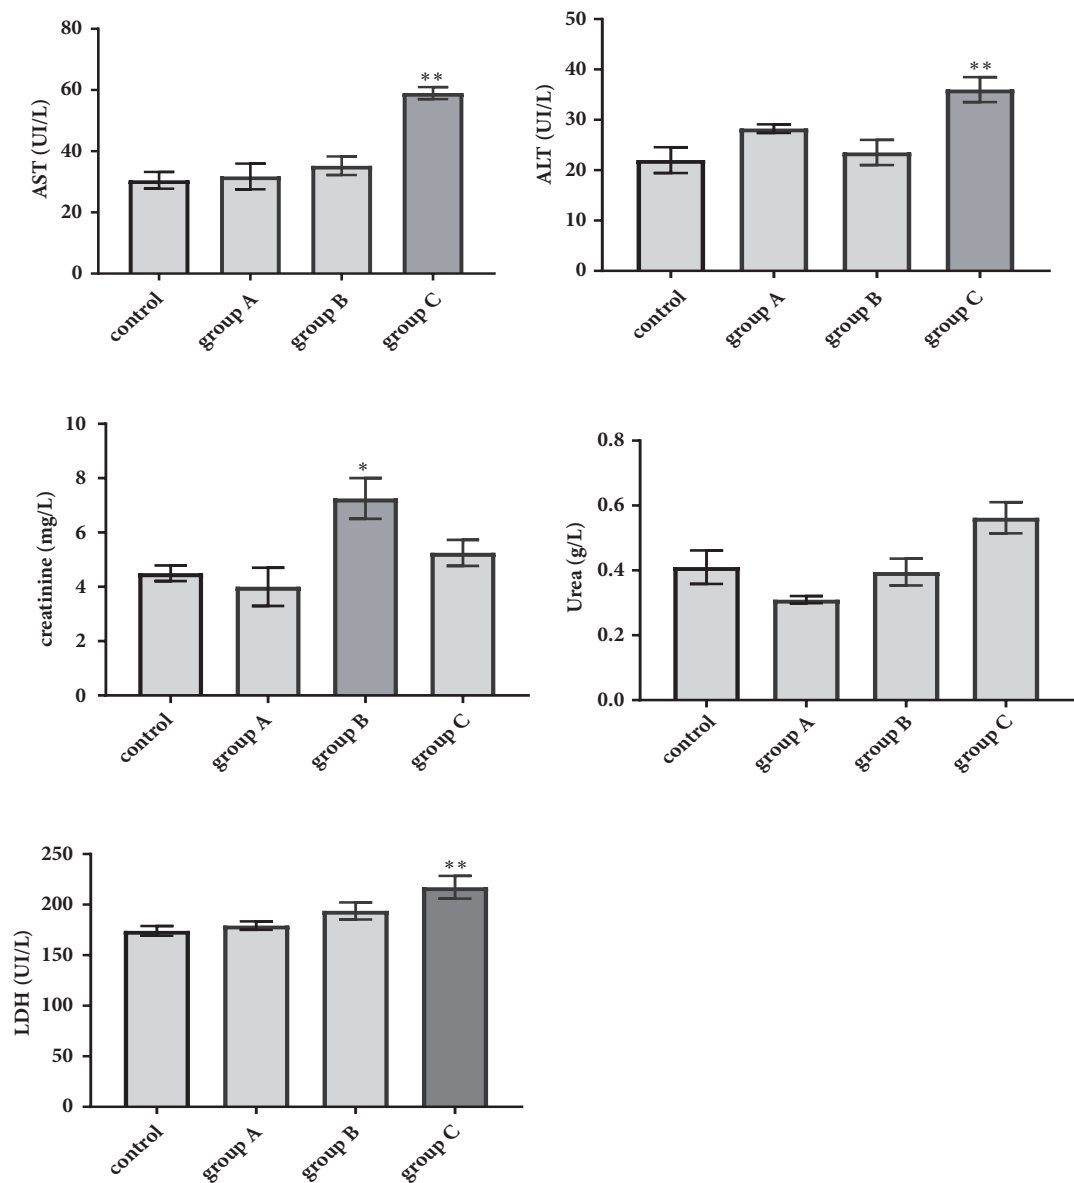 80
60
40
20
0
AST (UI/L)
**
control
group A
group B
group C
50
40
30
20
10
0
ALT (UI/L)
**
control
group A
group B
group C
10
8
6
4
2
0
creatinine (mg/L)
*
control
group A
group B
group C
0.8
0.6
0.4
0.2
0.0
Urea (g/L)
control
group A
group B
group C
250
200
150
100
50
0
LDH (UI/L)
**
control
group A
group B
group C